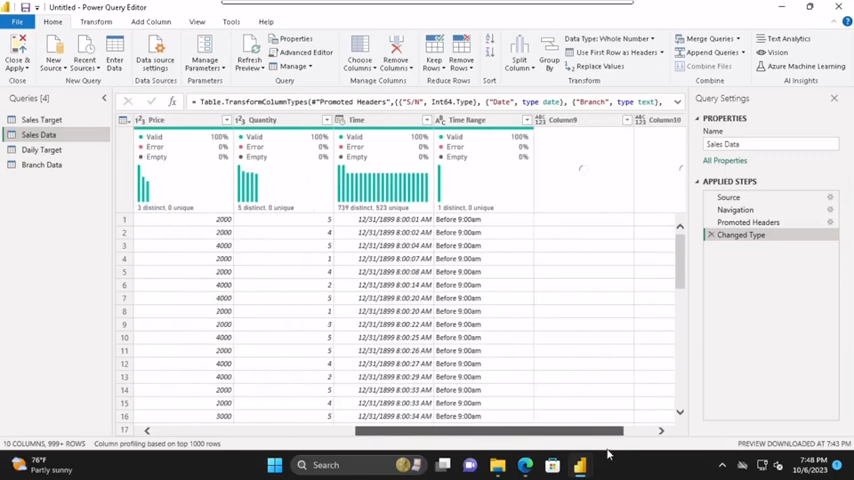 Untitled - Power Query Editor
File Home Transform Add Column View Tools Help
Close & Apply
New Source
Recent Sources
Enter Data
Data source settings
Manage Parameters
Refresh Preview
Properties
Advanced Editor
Manage
Choose Columns
Remove Columns
Keep Rows
Remove Rows
Split Column
Group By
Data Type: Whole Number
Use First Row as Headers
Replace Values
Merge Queries
Append Queries
Combine Files
Text Analytics
Vision
Azure Machine Learning
Close New Query Data Sources Parameters Query Manage Columns Reduce Rows Sort Transform Combine AI Insights
Queries [4]
Sales Target
Sales Data
Daily Target
Branch Data
= Table.TransformColumnTypes(#"Promoted Headers",{{"S/N", Int64.Type}, {"Date", type date}, {"Branch", type text},
Price Quantity Time Time Range Column9 Column10
Valid 100% Valid 100% Valid 100% Valid 100%
Error 0% Error 0% Error 0% Error 0%
Empty 0% Empty 0% Empty 0% Empty 0%
3 distinct, 0 unique 5 distinct, 0 unique 739 distinct, 523 unique 1 distinct, 0 unique
1 2000 5 12/31/1899 8:00:01 AM Before 9:00am
2 2000 4 12/31/1899 8:00:02 AM Before 9:00am
3 4000 5 12/31/1899 8:00:04 AM Before 9:00am
4 2000 1 12/31/1899 8:00:07 AM Before 9:00am
5 2000 4 12/31/1899 8:00:08 AM Before 9:00am
6 4000 2 12/31/1899 8:00:14 AM Before 9:00am
7 4000 5 12/31/1899 8:00:20 AM Before 9:00am
8 2000 1 12/31/1899 8:00:20 AM Before 9:00am
9 2000 3 12/31/1899 8:00:22 AM Before 9:00am
10 4000 5 12/31/1899 8:00:25 AM Before 9:00am
11 2000 5 12/31/1899 8:00:26 AM Before 9:00am
12 4000 4 12/31/1899 8:00:27 AM Before 9:00am
13 4000 2 12/31/1899 8:00:29 AM Before 9:00am
14 2000 5 12/31/1899 8:00:33 AM Before 9:00am
15 2000 4 12/31/1899 8:00:33 AM Before 9:00am
16 3000 5 12/31/1899 8:00:34 AM Before 9:00am
17
Query Settings
PROPERTIES
Name
Sales Data
All Properties
APPLIED STEPS
Source
Navigation
Promoted Headers
Changed Type
10 COLUMNS, 999+ ROWS Column profiling based on top 1000 rows PREVIEW DOWNLOADED AT 7:43 PM
76°F
Partly sunny
Search
7:48 PM
10/6/2023